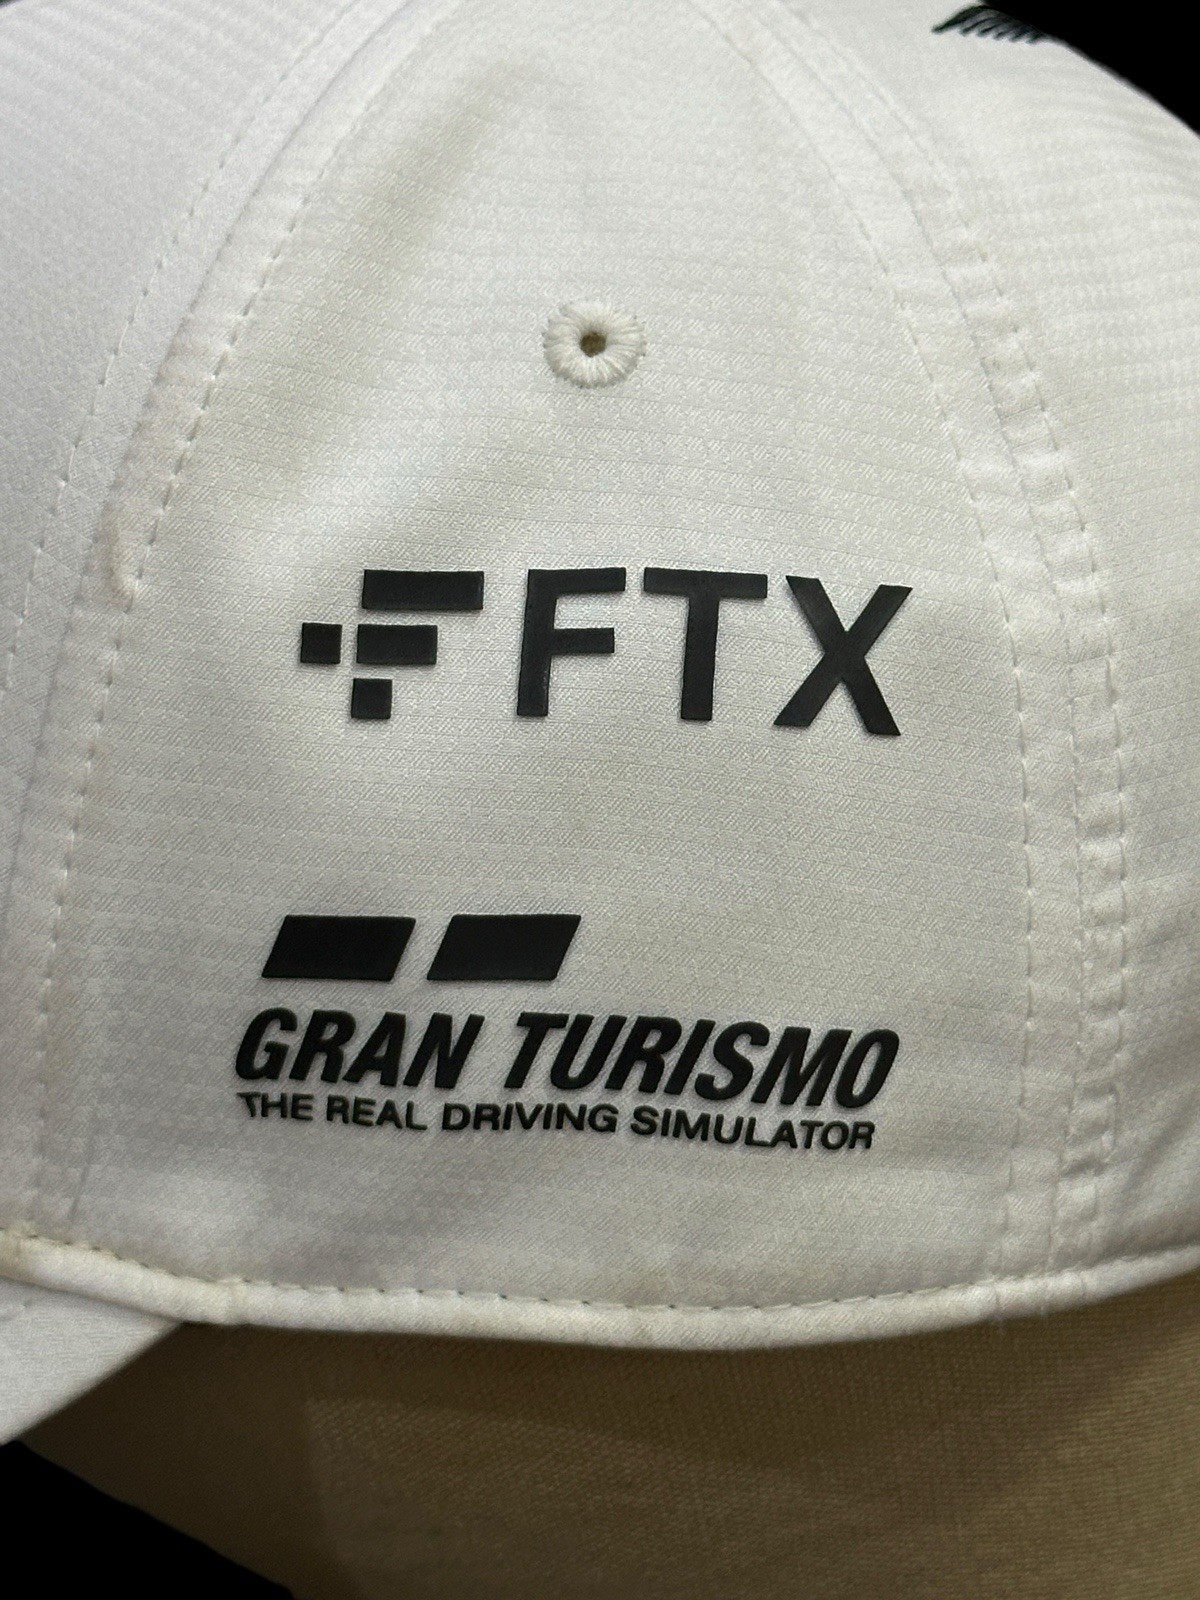 FTX
GRAN TURISMO
THE REAL DRIVING SIMULATOR